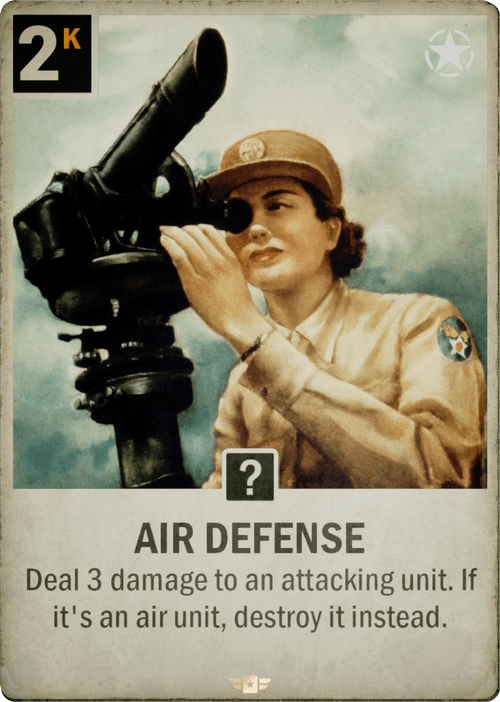 2K
?
AIR DEFENSE
Deal 3 damage to an attacking unit. If
it's an air unit, destroy it instead.